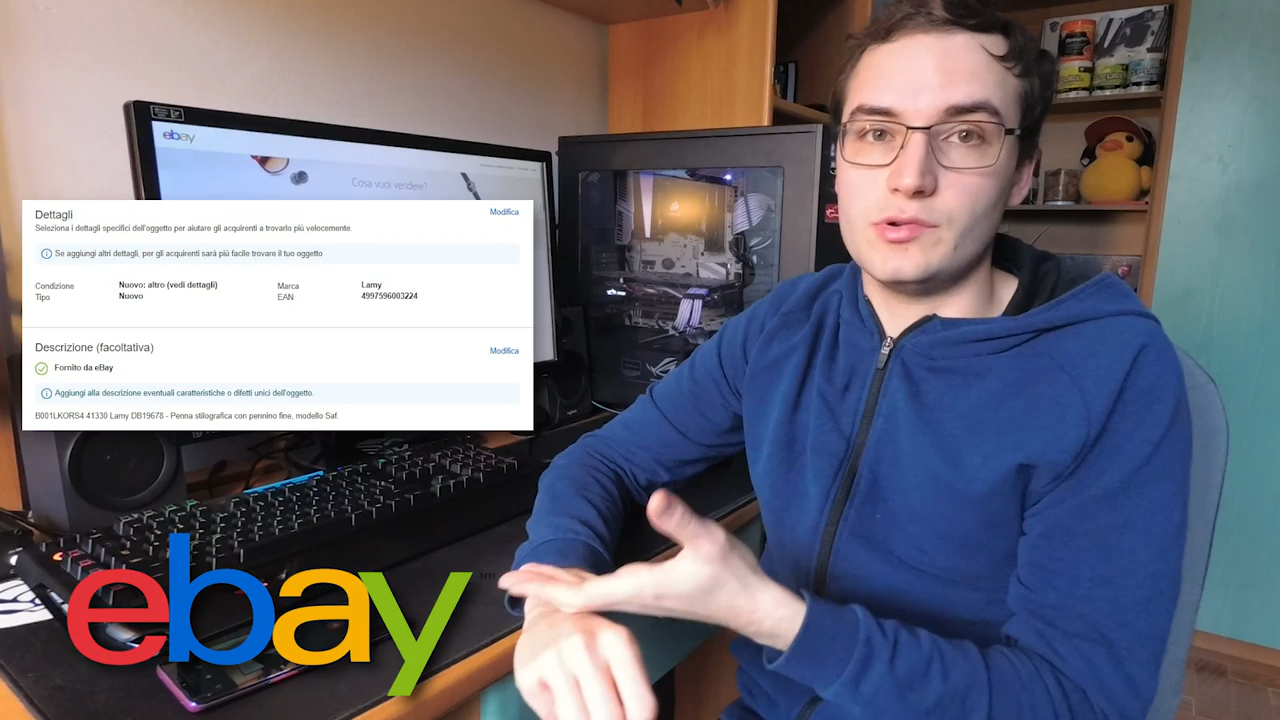 ebay
Cosa vuoi vendere?
Dettagli
Modifica
Seleziona i dettagli specifici dell'oggetto per aiutare gli acquirenti a trovarlo più velocemente.
Se aggiungi altri dettagli, per gli acquirenti sarà più facile trovare il tuo oggetto
Condizione Nuovo: altro (vedi dettagli) Marca Lamy
Tipo Nuovo EAN 4997596003224
Descrizione (facoltativa)
Modifica
Fornito da eBay
Aggiungi alla descrizione eventuali caratteristiche o difetti unici dell'oggetto.
B001LKORS4 41330 Lamy DB19678 - Penna stilografica con pennino fine, modello Saf.
ebay
tm